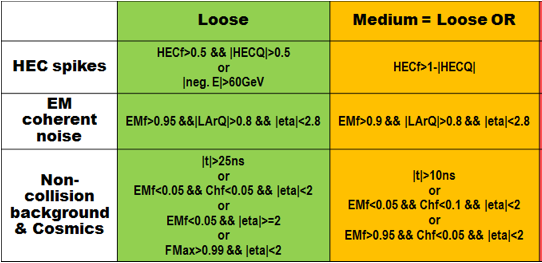 Loose
Medium = Loose OR
HEC spikes
HECf>0.5 && |HECQ|>0.5
or
|neg. E|>60GeV
HECf>1-|HECQ|
EM
coherent
noise
EMf>0.95 &&|LArQ|>0.8 && |eta|<2.8
EMf>0.9 && |LArQ|>0.8 && |eta|<2.8
Non-
collision
background
& Cosmics
|t|>25ns
or
EMf<0.05 && Chf<0.05 && |eta|<2
or
EMf<0.05 && |eta|>=2
or
FMax>0.99 && |eta|<2
|t|>10ns
or
EMf<0.05 && Chf<0.1 && |eta|<2
or
EMf>0.95 && Chf<0.05 && |eta|<2